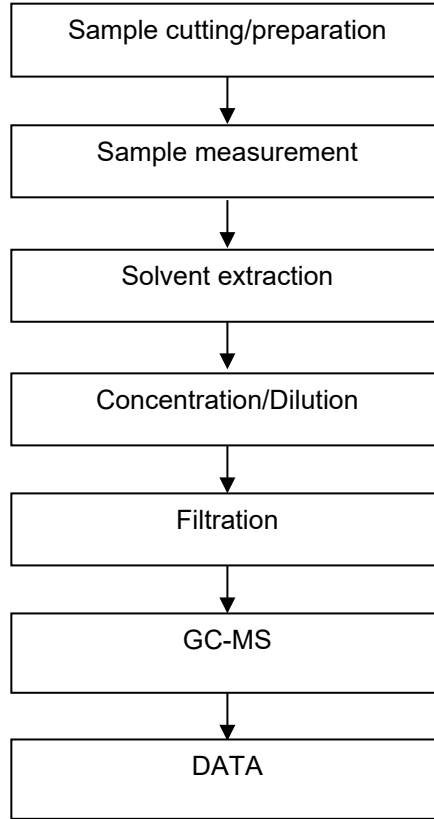 Sample cutting/preparation
Sample measurement
Solvent extraction
Concentration/Dilution
Filtration
GC-MS
DATA